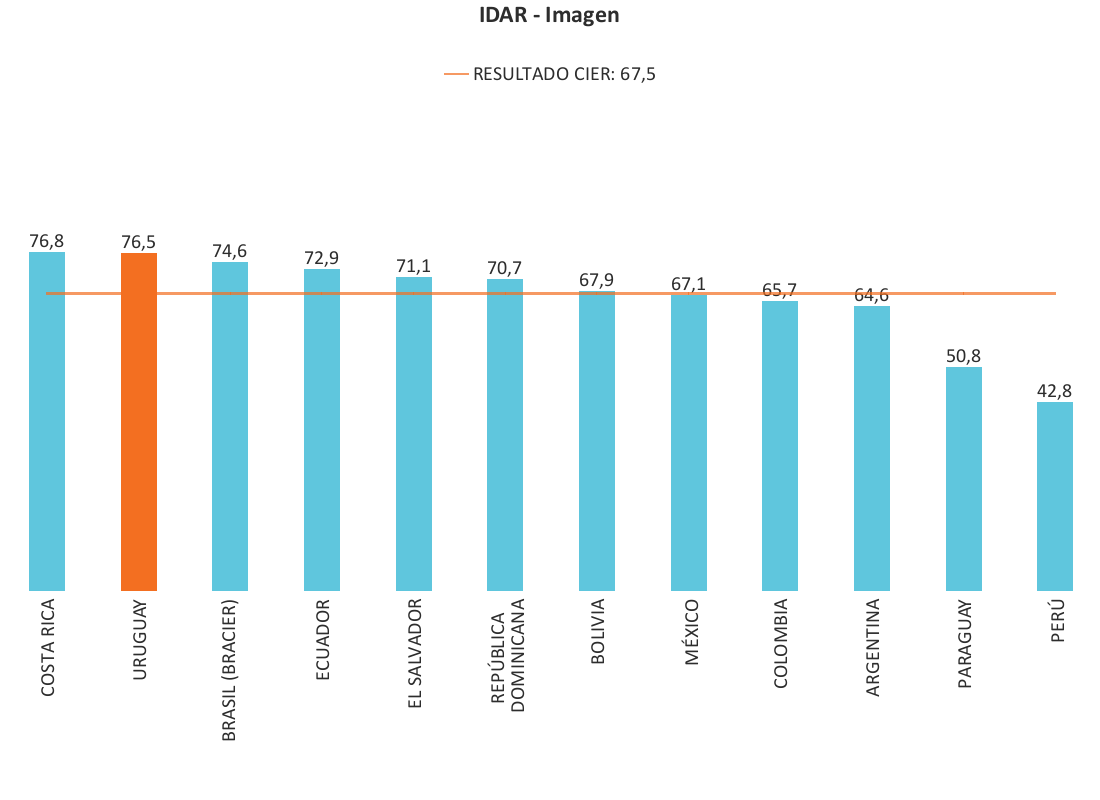 IDAR - Imagen
RESULTADO CIER: 67,5
76,8
76,5
74,6
72,9
71,1
70,7
67,9
67,1
65,7
64,6
50,8
42,8
COSTA RICA
URUGUAY
BRASIL (BRACIER)
ECUADOR
EL SALVADOR
REPÚBLICA
DOMINICANA
BOLIVIA
MÉXICO
COLOMBIA
ARGENTINA
PARAGUAY
PERÚ